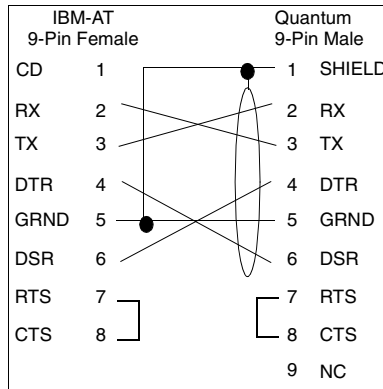 IBM-AT Quantum
9-Pin Female 9-Pin Male
CD 1 1 SHIELD
RX 2 2 RX
TX 3 3 TX
DTR 4 4 DTR
GRND 5 5 GRND
DSR 6 6 DSR
RTS 7 7 RTS
CTS 8 8 CTS
9 NC